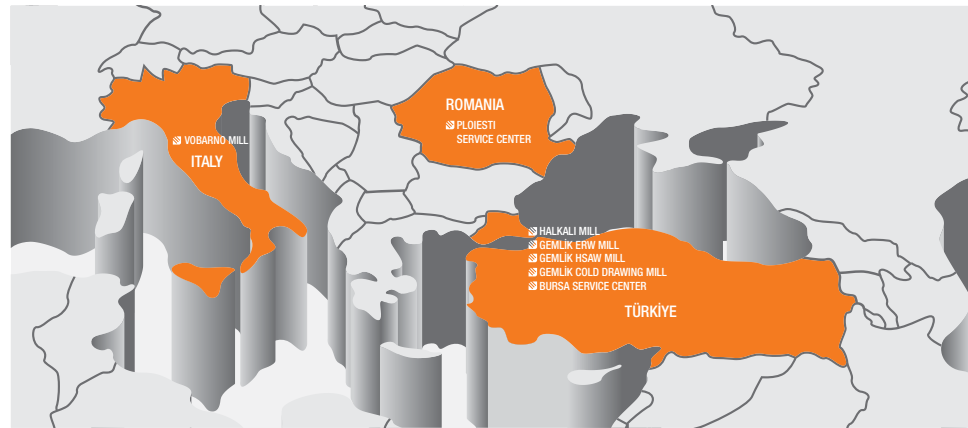 ROMANIA
PLOIESTI
SERVICE CENTER
VOBARNO MILL
ITALY
HALKALI MILL
GEMLİK ERW MILL
GEMLİK HSAW MILL
GEMLİK COLD DRAWING MILL
BURSA SERVICE CENTER
TÜRKİYE